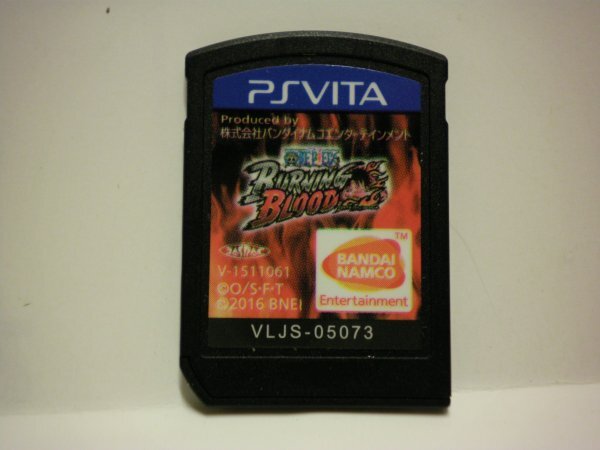 PSVITA
Produced by
株式会社バンダイナムコエンターテインメント
ONE PIECE
BURNING
BLOOD
V-1511061
©O/S・F・T
©2016 BNEI
BANDAI
NAMCO
TM
Entertainment
VLJS-05073